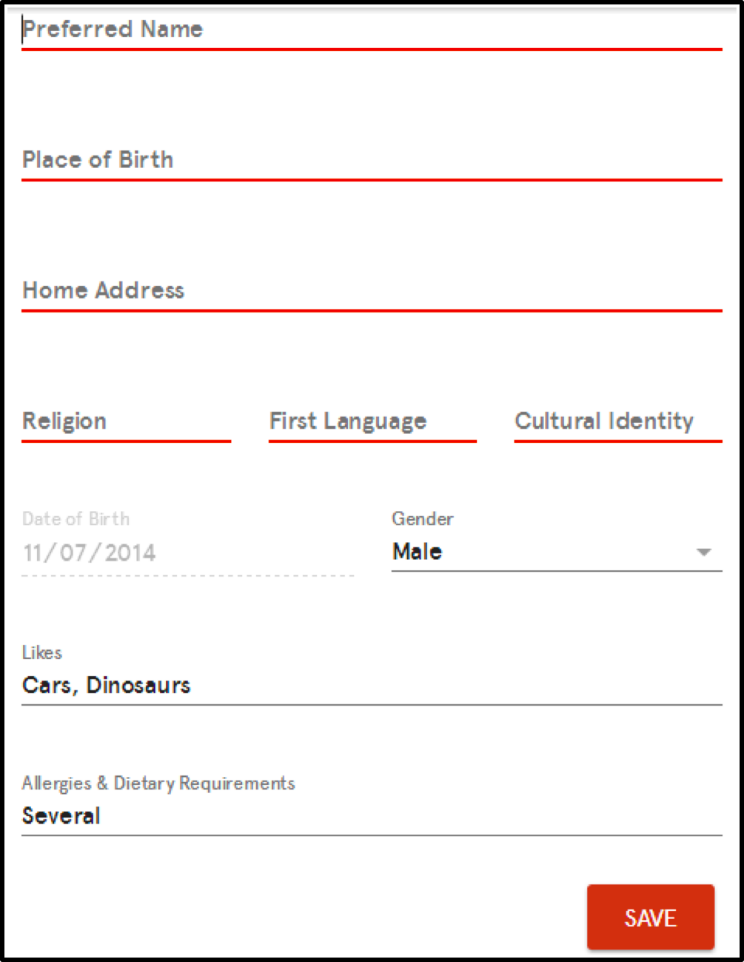 Preferred Name
Place of Birth
Home Address
Religion First Language Cultural Identity
Date of Birth Gender
11/07/2014 Male
Likes
Cars, Dinosaurs
Allergies & Dietary Requirements
Several
SAVE